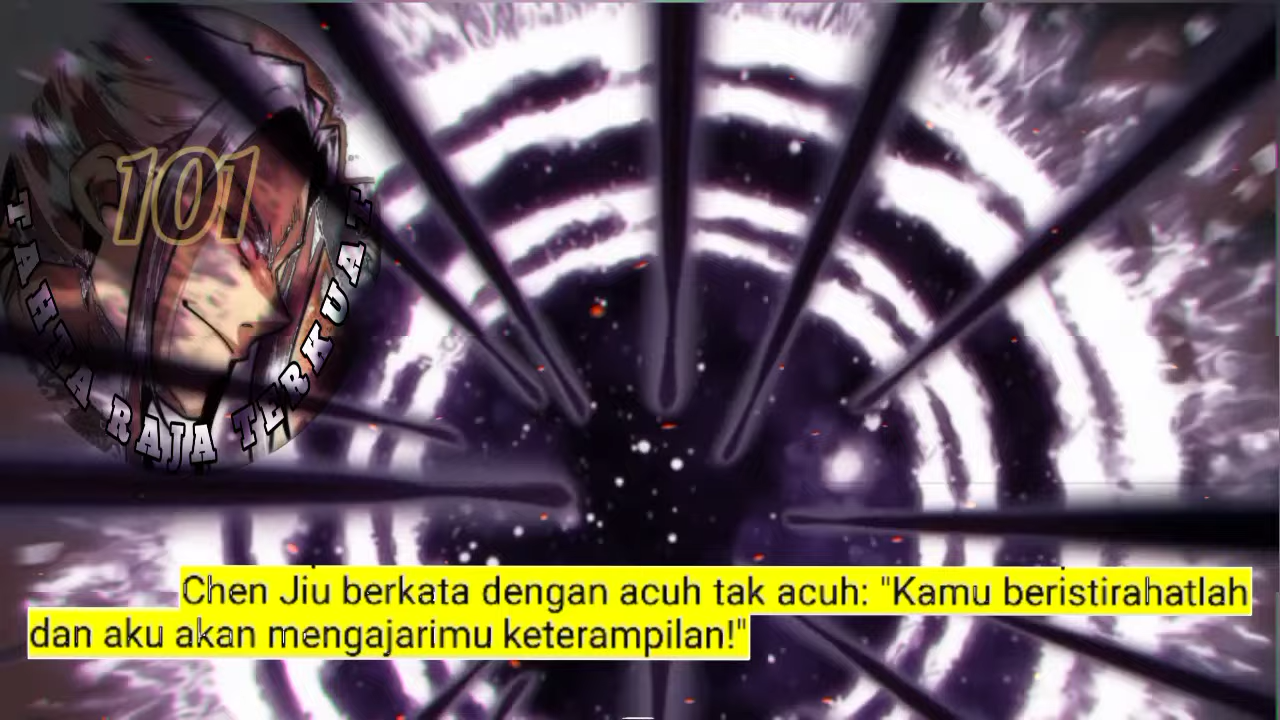 101
TAHTA RAJA TERKUAT
Chen Jiu berkata dengan acuh tak acuh: "Kamu beristirahatlah
dan aku akan mengajarimu keterampilan!"